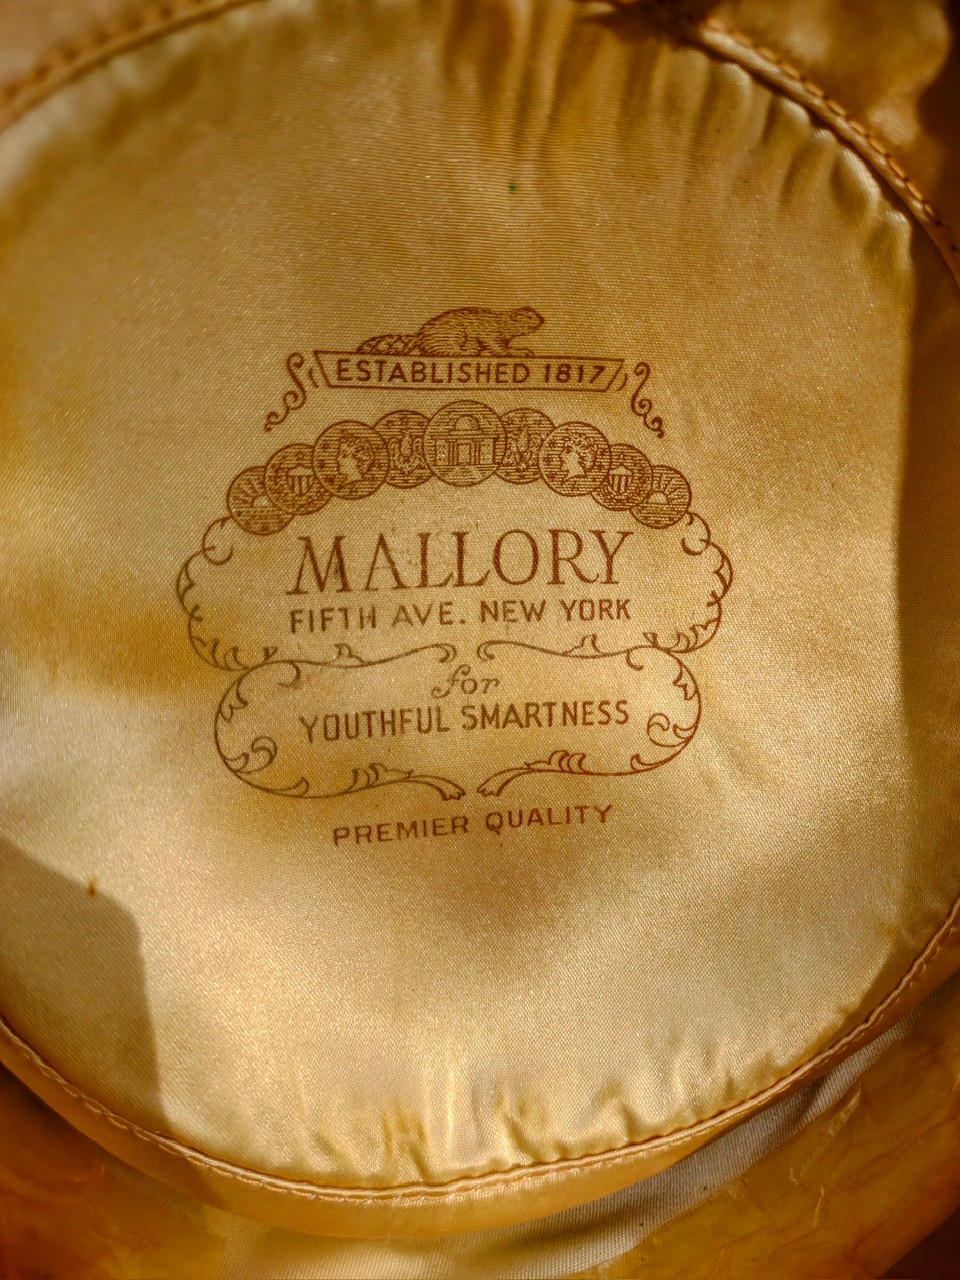 ESTABLISHED 1817
MALLORY
FIFTH AVE. NEW YORK
for
YOUTHFUL SMARTNESS
PREMIER QUALITY